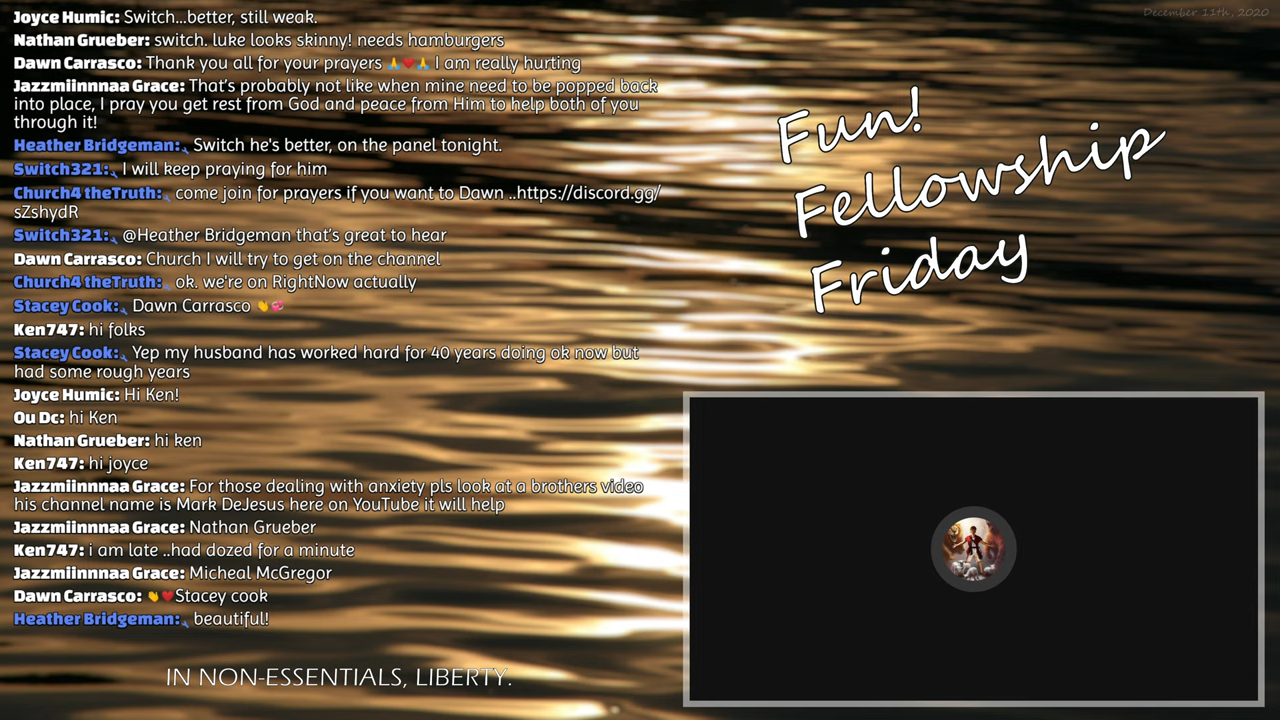 Joyce Humic: Switch...better, still weak.
Nathan Grueber: switch. luke looks skinny! needs hamburgers
Dawn Carrasco: Thank you all for your prayers 🙏❤️🙏 I am really hurting
Jazzmiinnnaa Grace: That's probably not like when mine need to be popped back
into place, I pray you get rest from God and peace from Him to help both of you
through it!
Heather Bridgeman: Switch he's better, on the panel tonight.
Switch321: I will keep praying for him
Church4 theTruth: come join for prayers if you want to Dawn ..https://discord.gg/
sZshydR
Switch321: @Heather Bridgeman that's great to hear
Dawn Carrasco: Church I will try to get on the channel
Church4 theTruth: ok. we're on RightNow actually
Stacey Cook: Dawn Carrasco 👏💞
Ken747: hi folks
Stacey Cook: Yep my husband has worked hard for 40 years doing ok now but
had some rough years
Joyce Humic: Hi Ken!
Ou Dc: hi Ken
Nathan Grueber: hi ken
Ken747: hi joyce
Jazzmiinnnaa Grace: For those dealing with anxiety pls look at a brothers video
his channel name is Mark DeJesus here on YouTube it will help
Jazzmiinnnaa Grace: Nathan Grueber
Ken747: i am late ..had dozed for a minute
Jazzmiinnnaa Grace: Micheal McGregor
Dawn Carrasco: 👏❤️Stacey cook
Heather Bridgeman: beautiful!
IN NON-ESSENTIALS, LIBERTY.
December 11th, 2020
Fun!
Fellowship
Friday